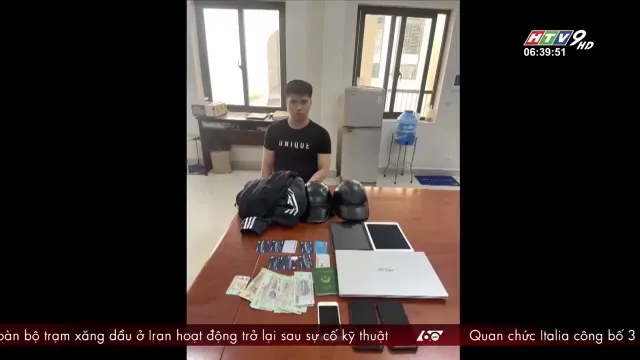 HTV9 HD
06:39:51
UNIQUE
oàn bộ trạm xăng dầu ở Iran hoạt động trở lại sau sự cố kỹ thuật
60
Quan chức Italia công bố 3